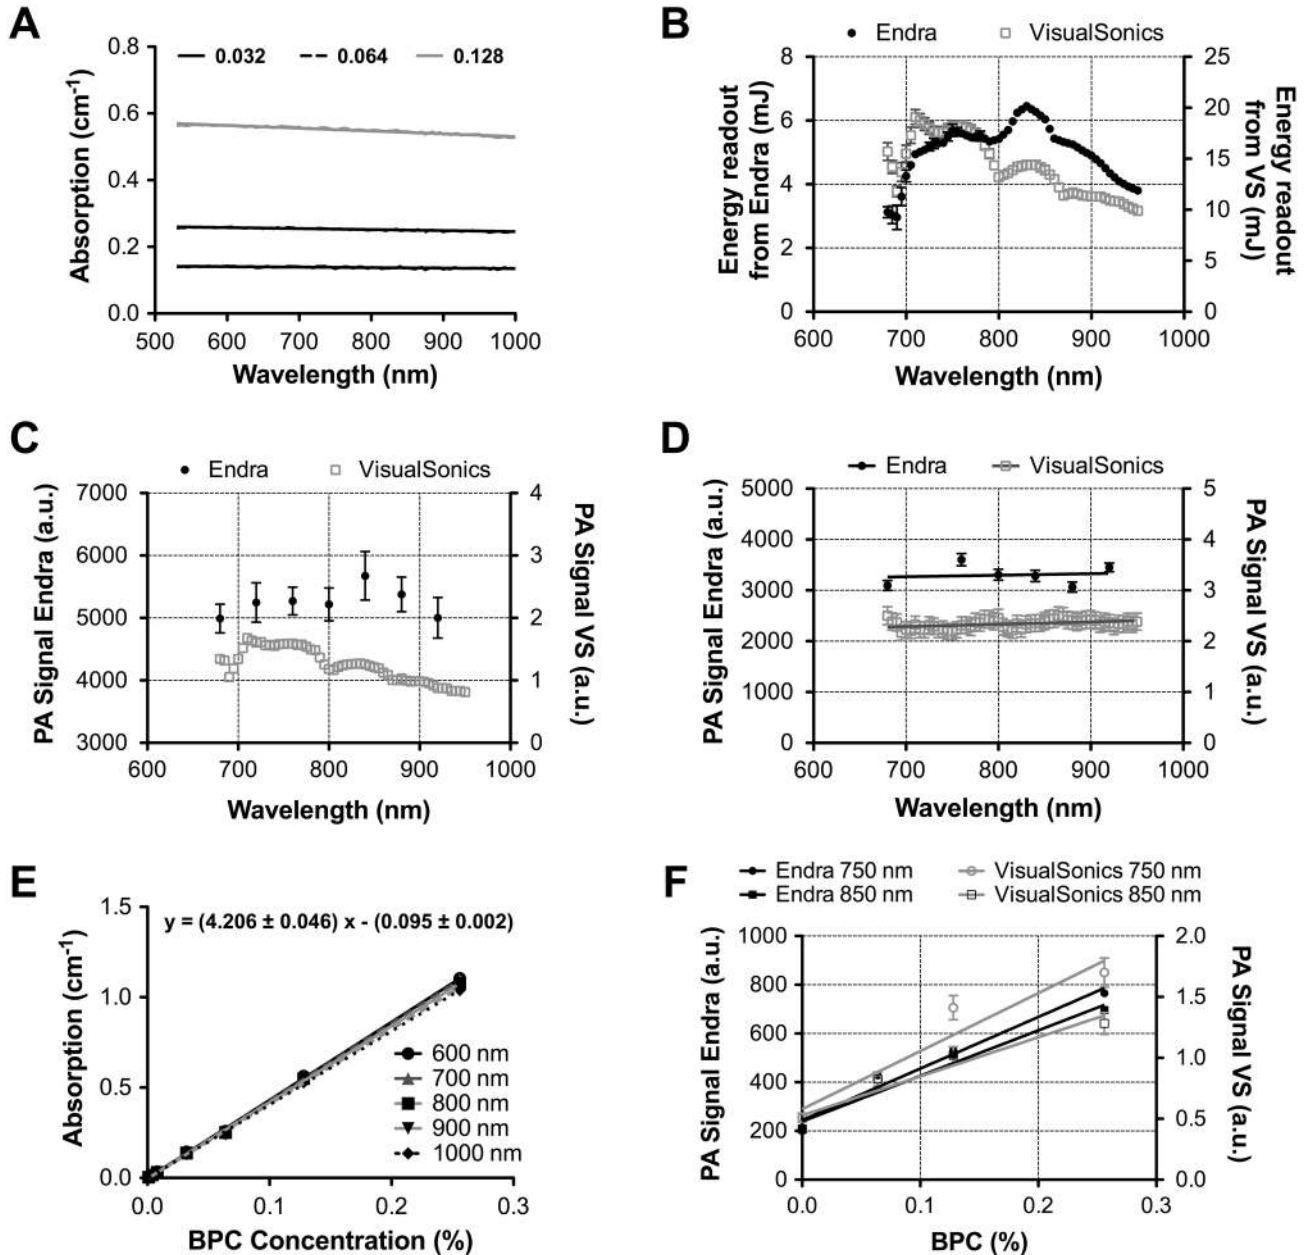 A
0.032 0.064 0.128
0.8
0.6
0.4
0.2
0.0
Absorption (cm-1)
500 600 700 800 900 1000
Wavelength (nm)
B
Endra VisualSonics
8
6
4
2
0
Energy readout
from Endra (mJ)
25
20
15
10
5
0
Energy readout
from VS (mJ)
600 700 800 900 1000
Wavelength (nm)
C
Endra VisualSonics
7000
6000
5000
4000
3000
PA Signal Endra (a.u.)
4
3
2
1
0
PA Signal VS (a.u.)
600 700 800 900 1000
Wavelength (nm)
D
Endra VisualSonics
5000
4000
3000
2000
1000
0
PA Signal Endra (a.u.)
5
4
3
2
1
0
PA Signal VS (a.u.)
600 700 800 900 1000
Wavelength (nm)
E
y = (4.206 ± 0.046) x - (0.095 ± 0.002)
1.5
1.0
0.5
0.0
Absorption (cm-1)
600 nm
700 nm
800 nm
900 nm
1000 nm
0.0 0.1 0.2 0.3
BPC Concentration (%)
F
Endra 750 nm VisualSonics 750 nm
Endra 850 nm VisualSonics 850 nm
1000
800
600
400
200
0
PA Signal Endra (a.u.)
2.0
1.5
1.0
0.5
0.0
PA Signal VS (a.u.)
0.0 0.1 0.2 0.3
BPC (%)